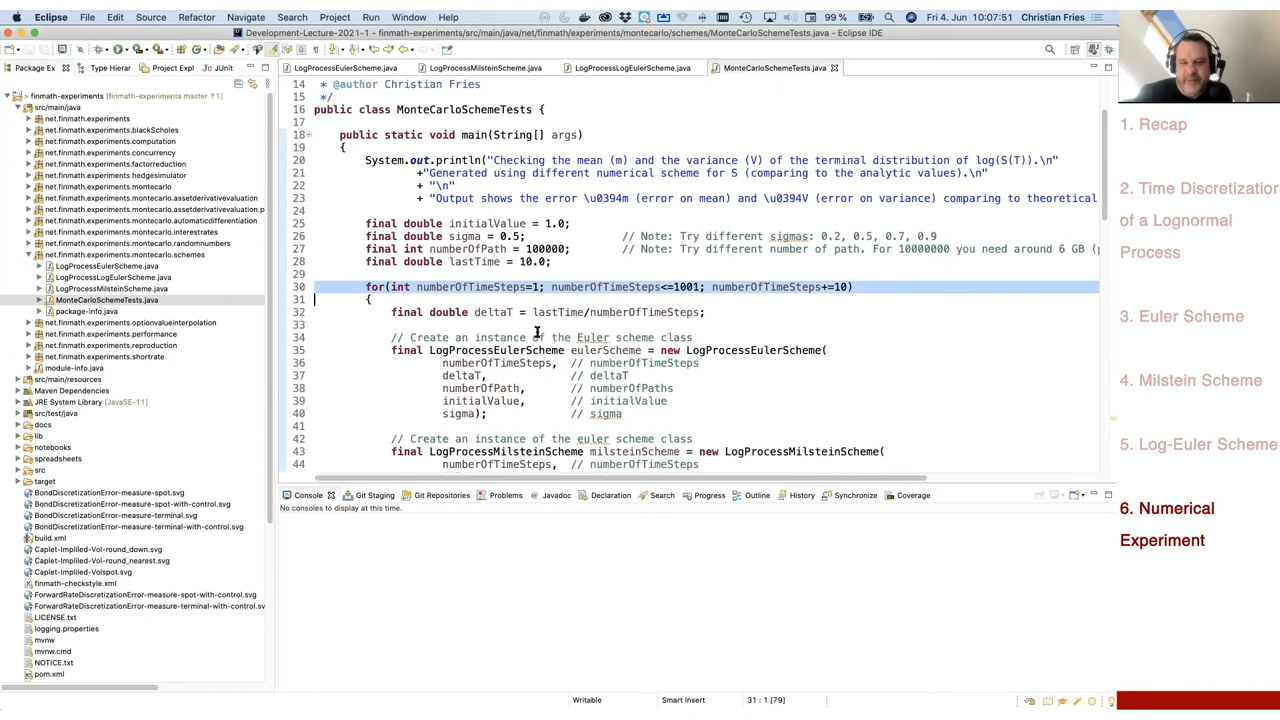 Eclipse File Edit Source Refactor Navigate Search Project Run Window Help 99 % Fri 4. Jun 10:07:51 Christian Fries
Development-Lecture-2021-1 - finmath-experiments/src/main/java/net/finmath/experiments/montecarlo/schemes/MonteCarloSchemeTests.java - Eclipse IDE
Package Ex Type Hierar Project Expl JUnit
LogProcessEulerScheme.java LogProcessMilsteinScheme.java LogProcessLogEulerScheme.java MonteCarloSchemeTests.java
finmath-experiments [finmath-experiments master ↑1]
src/main/java
net.finmath.experiments
net.finmath.experiments.blackScholes
net.finmath.experiments.computation
net.finmath.experiments.concurrency
net.finmath.experiments.factorreduction
net.finmath.experiments.hedgesimulator
net.finmath.experiments.montecarlo
net.finmath.experiments.montecarlo.assetderivativevaluation
net.finmath.experiments.montecarlo.assetderivativevaluation.p
net.finmath.experiments.montecarlo.automaticdifferentiation
net.finmath.experiments.montecarlo.interestrates
net.finmath.experiments.montecarlo.randomnumbers
net.finmath.experiments.montecarlo.schemes
LogProcessEulerScheme.java
LogProcessLogEulerScheme.java
LogProcessMilsteinScheme.java
MonteCarloSchemeTests.java
package-info.java
net.finmath.experiments.optionvalueinterpolation
net.finmath.experiments.performance
net.finmath.experiments.reproduction
net.finmath.experiments.shortrate
module-info.java
src/main/resources
Maven Dependencies
JRE System Library [JavaSE-11]
src/test/java
docs
lib
notebooks
spreadsheets
src
target
BondDiscretizationError-measure-spot.svg
BondDiscretizationError-measure-spot-with-control.svg
BondDiscretizationError-measure-terminal.svg
BondDiscretizationError-measure-terminal-with-control.svg
build.xml
Caplet-Impliled-Vol-round_down.svg
Caplet-Impliled-Vol-round_nearest.svg
Caplet-Impliled-Volspot.svg
finmath-checkstyle.xml
ForwardRateDiscretizationError-measure-spot-with-control.svg
ForwardRateDiscretizationError-measure-terminal-with-control.sv
LICENSE.txt
logging.properties
mvnw
mvnw.cmd
NOTICE.txt
pom.xml
14 * @author Christian Fries
15 */
16 public class MonteCarloSchemeTests {
17
18 public static void main(String[] args)
19 {
20 System.out.println("Checking the mean (m) and the variance (V) of the terminal distribution of log(S(T)).\n"
21 +"Generated using different numerical scheme for S (comparing to the analytic values).\n"
22 + "\n"
23 + "Output shows the error \u0394m (error on mean) and \u0394V (error on variance) comparing to theoretical
24
25 final double initialValue = 1.0;
26 final double sigma = 0.5; // Note: Try different sigmas: 0.2, 0.5, 0.7, 0.9
27 final int numberOfPath = 100000; // Note: Try different number of path. For 10000000 you need around 6 GB (
28 final double lastTime = 10.0;
29
30 for(int numberOfTimeSteps=1; numberOfTimeSteps<=1001; numberOfTimeSteps+=10)
31 {
32 final double deltaT = lastTime/numberOfTimeSteps;
33
34 // Create an instance of the Euler scheme class
35 final LogProcessEulerScheme eulerScheme = new LogProcessEulerScheme(
36 numberOfTimeSteps, // numberOfTimeSteps
37 deltaT, // deltaT
38 numberOfPath, // numberOfPaths
39 initialValue, // initialValue
40 sigma); // sigma
41
42 // Create an instance of the euler scheme class
43 final LogProcessMilsteinScheme milsteinScheme = new LogProcessMilsteinScheme(
44 numberOfTimeSteps, // numberOfTimeSteps
Console Git Staging Git Repositories Problems Javadoc Declaration Search Progress Outline History Synchronize Coverage
No consoles to display at this time.
Writable Smart Insert 31 : 1 [79]
1. Recap
2. Time Discretization
of a Lognormal
Process
3. Euler Scheme
4. Milstein Scheme
5. Log-Euler Scheme
6. Numerical
Experiment